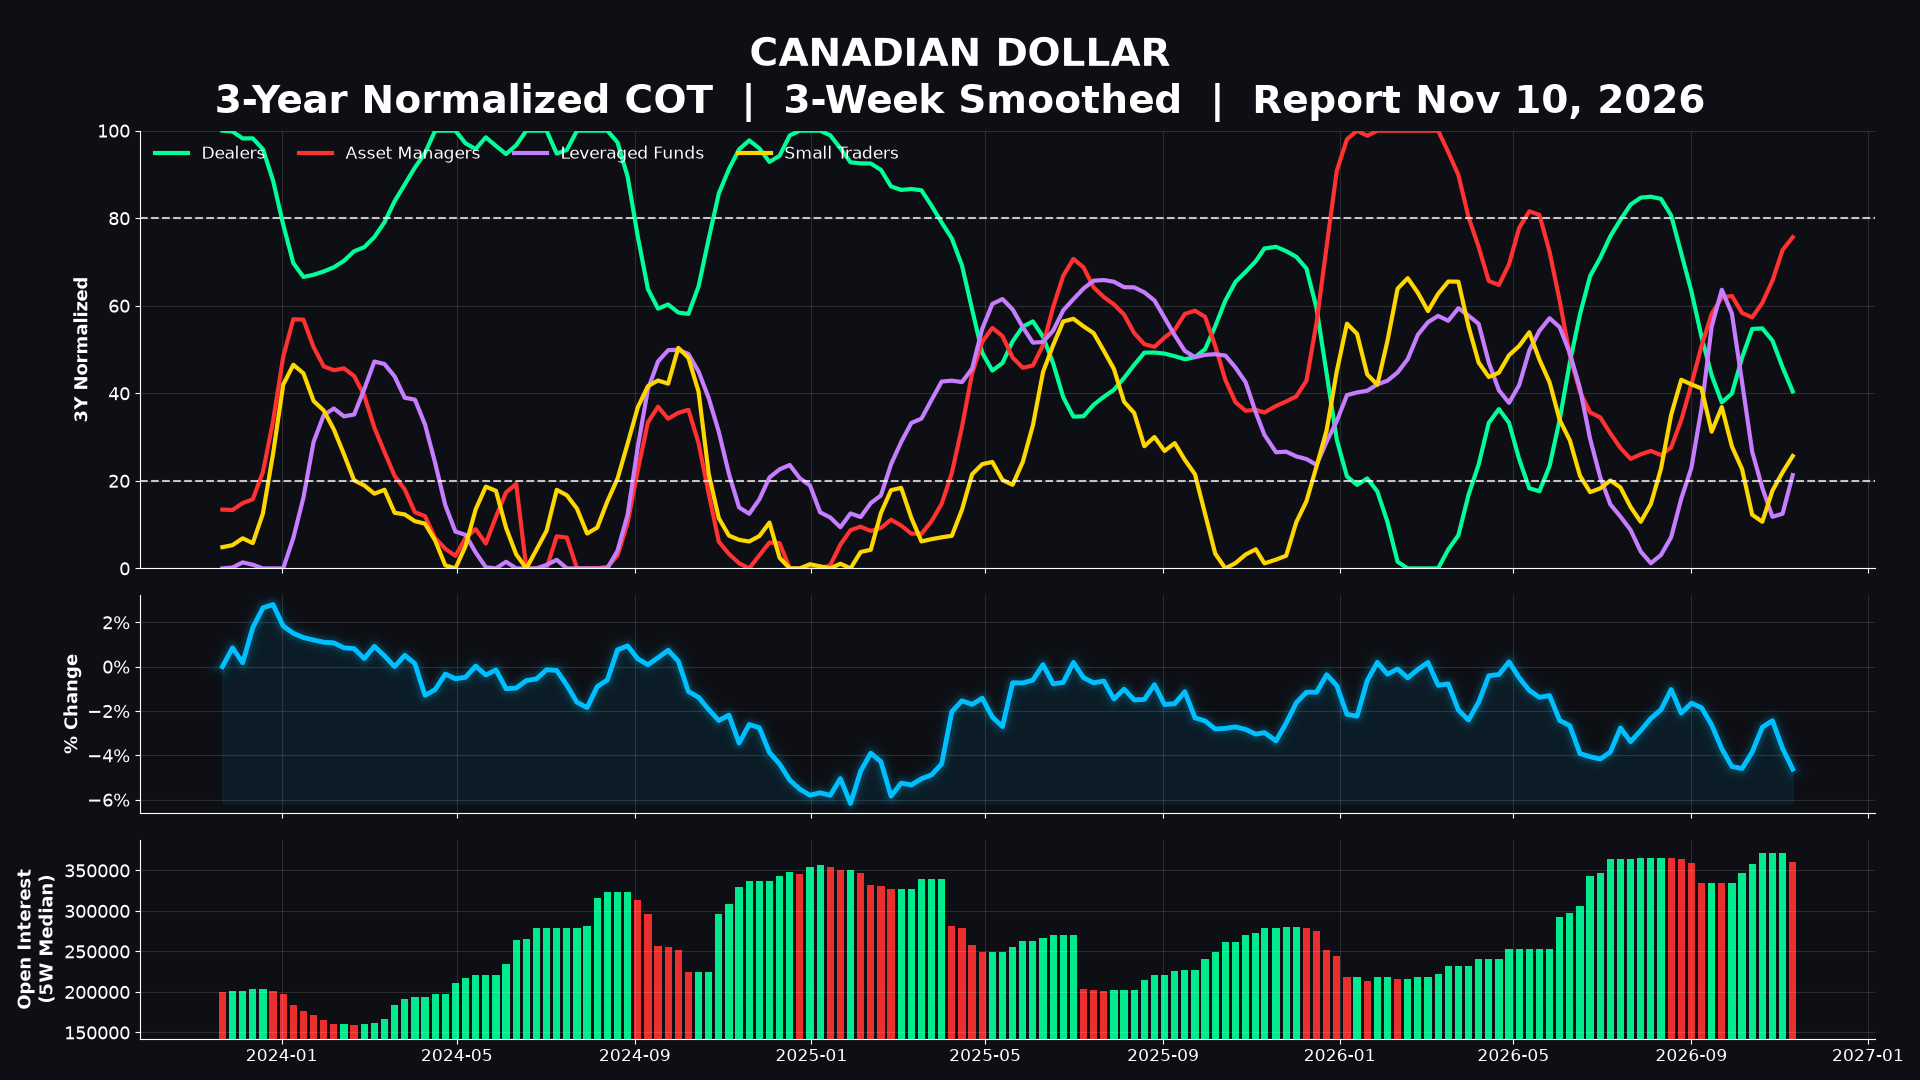 CANADIAN DOLLAR
3-Year Normalized COT | 3-Week Smoothed | Report Nov 10, 2026
Dealers
Asset Managers
Leveraged Funds
Small Traders
3Y Normalized
100
80
60
40
20
0
% Change
2%
0%
−2%
−4%
−6%
Open Interest
(5W Median)
350000
300000
250000
200000
150000
2024-01
2024-05
2024-09
2025-01
2025-05
2025-09
2026-01
2026-05
2026-09
2027-01